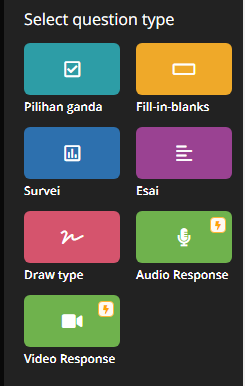 Select question type
Pilihan ganda
Fill-in-blanks
Survei
Esai
Draw type
Audio Response
Video Response